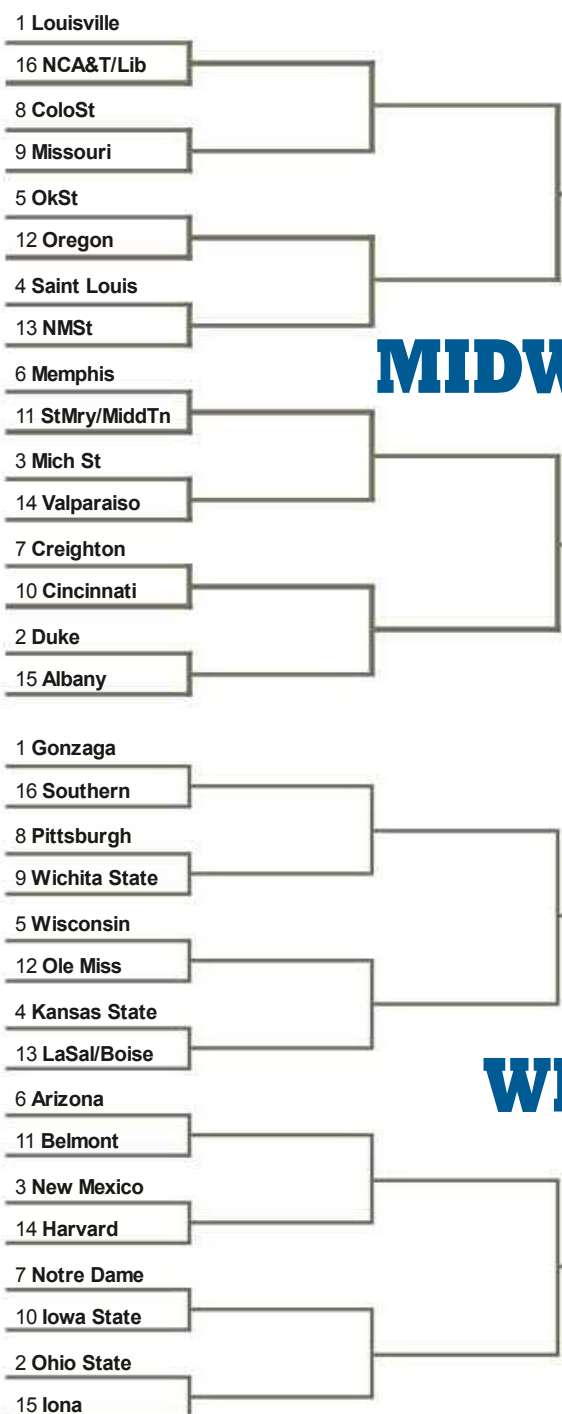 1 Louisville
16 NCA&T/Lib
8 ColoSt
9 Missouri
5 OkSt
12 Oregon
4 Saint Louis
13 NMSt
MIDW
6 Memphis
11 StMry/MiddTn
3 Mich St
14 Valparaiso
7 Creighton
10 Cincinnati
2 Duke
15 Albany
1 Gonzaga
16 Southern
8 Pittsburgh
9 Wichita State
5 Wisconsin
12 Ole Miss
4 Kansas State
13 LaSal/Boise
WE
6 Arizona
11 Belmont
3 New Mexico
14 Harvard
7 Notre Dame
10 Iowa State
2 Ohio State
15 Iona